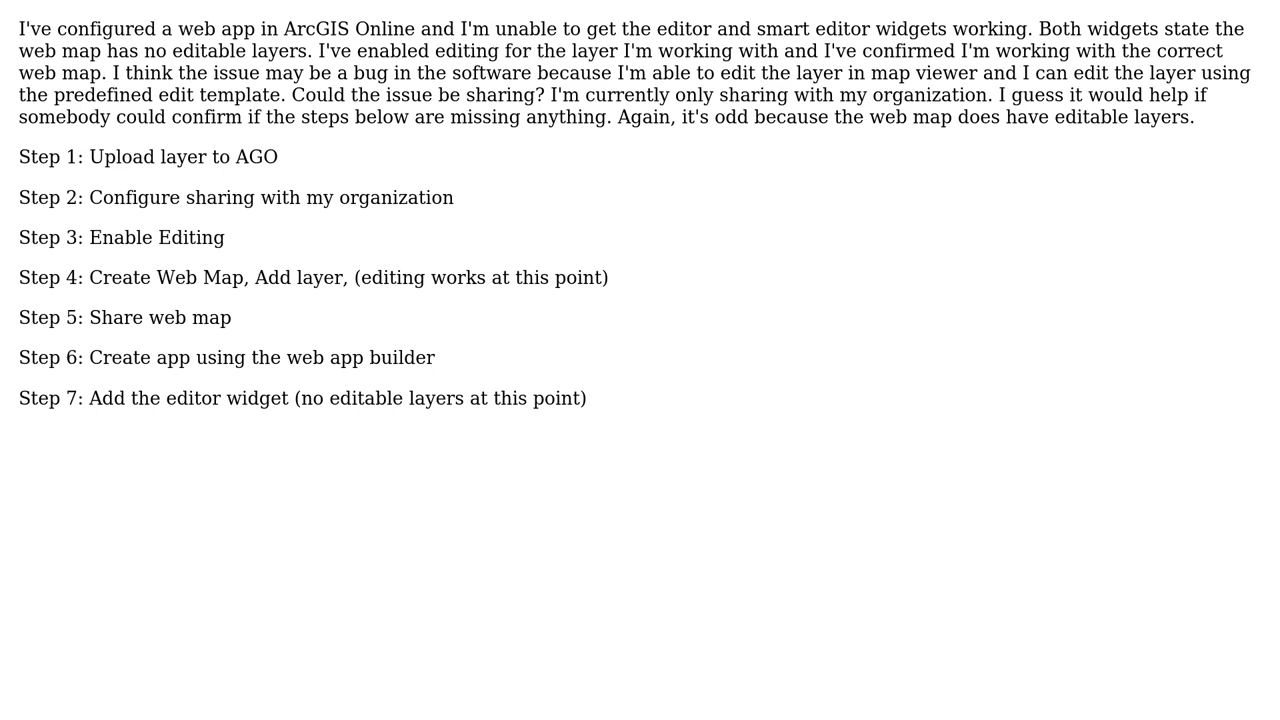 I've configured a web app in ArcGIS Online and I'm unable to get the editor and smart editor widgets working. Both widgets state the
web map has no editable layers. I've enabled editing for the layer I'm working with and I've confirmed I'm working with the correct
web map. I think the issue may be a bug in the software because I'm able to edit the layer in map viewer and I can edit the layer using
the predefined edit template. Could the issue be sharing? I'm currently only sharing with my organization. I guess it would help if
somebody could confirm if the steps below are missing anything. Again, it's odd because the web map does have editable layers.
Step 1: Upload layer to AGO
Step 2: Configure sharing with my organization
Step 3: Enable Editing
Step 4: Create Web Map, Add layer, (editing works at this point)
Step 5: Share web map
Step 6: Create app using the web app builder
Step 7: Add the editor widget (no editable layers at this point)